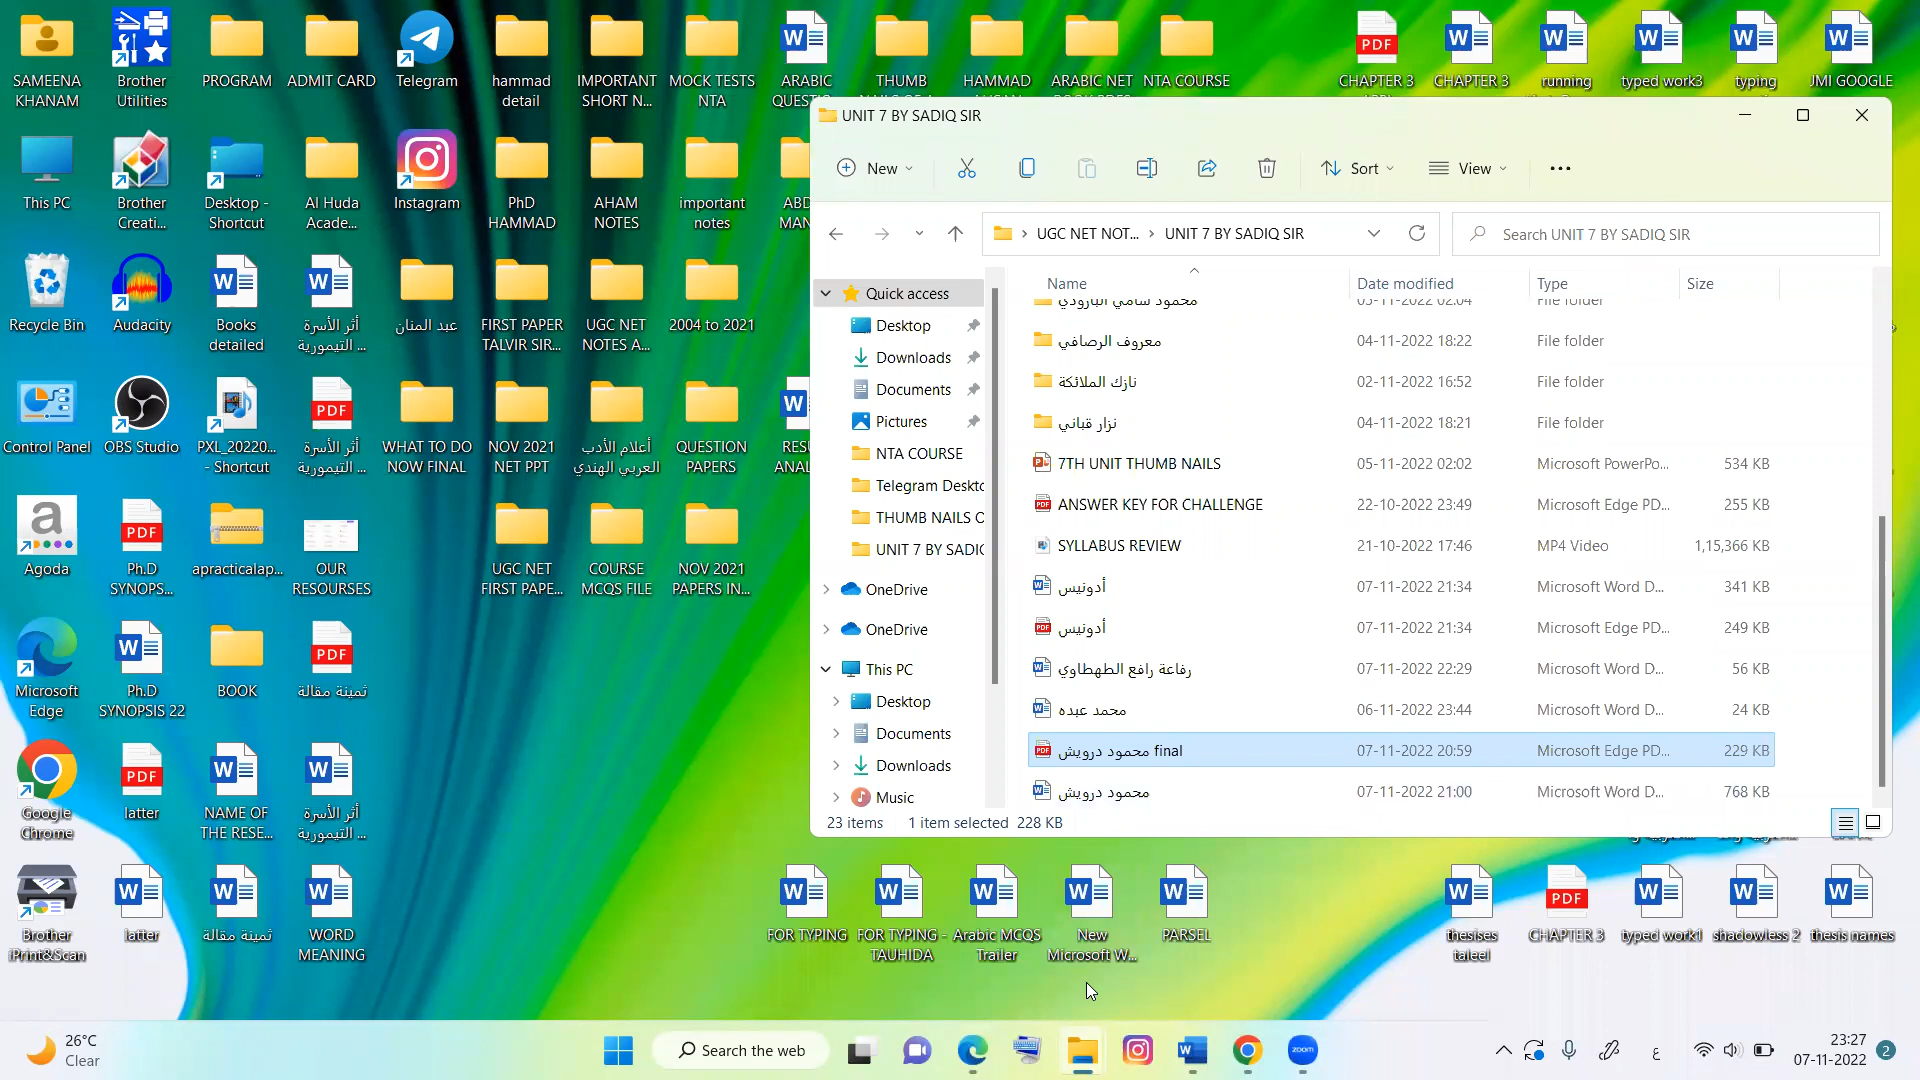 SAMEENA
KHANAM
Brother
Utilities
PROGRAM
ADMIT CARD
Telegram
hammad
detail
IMPORTANT
SHORT N...
MOCK TESTS
NTA
ARABIC
THUMB
HAMMAD
ARABIC NET
NTA COURSE
CHAPTER 3
CHAPTER 3
running
typed work3
typing
JMI GOOGLE
This PC
Brother
Creati...
Desktop -
Shortcut
Al Huda
Acade...
Instagram
PhD
HAMMAD
AHAM
NOTES
important
notes
Recycle Bin
Audacity
Books
detailed
أثر الأسرة
التيمورية ...
عبد المنان
FIRST PAPER
TALVIR SIR...
UGC NET
NOTES A...
2004 to 2021
Control Panel
OBS Studio
PXL_20220...
- Shortcut
أثر الأسرة
التيمورية ...
WHAT TO DO
NOW FINAL
NOV 2021
NET PPT
أعلام الأدب
العربي الهندي
QUESTION
PAPERS
Agoda
Ph.D
SYNOPS...
apracticalap...
OUR
RESOURSES
UGC NET
FIRST PAPE...
COURSE
MCQS FILE
NOV 2021
PAPERS IN...
Microsoft
Edge
Ph.D
SYNOPSIS 22
BOOK
ثمينة مقالة
Google
Chrome
latter
NAME OF
THE RESE...
أثر الأسرة
التيمورية ...
Brother
iPrint&Scan
latter
ثمينة مقالة
WORD
MEANING
FOR TYPING
FOR TYPING -
TAUHIDA
Arabic MCQS
Trailer
New
Microsoft W...
PARSEL
thesises
taleel
CHAPTER 3
typed work1
shadowless 2
thesis names
UNIT 7 BY SADIQ SIR
New
Sort
View
UGC NET NOT... > UNIT 7 BY SADIQ SIR
Search UNIT 7 BY SADIQ SIR
Name Date modified Type Size
Quick access
Desktop
Downloads
Documents
Pictures
NTA COURSE
Telegram Deskto
THUMB NAILS O
UNIT 7 BY SADIQ
OneDrive
OneDrive
This PC
Desktop
Documents
Downloads
Music
محمود سامي البارودي 05-11-2022 02:04 File folder
معروف الرصافي 04-11-2022 18:22 File folder
نازك الملائكة 02-11-2022 16:52 File folder
نزار قباني 04-11-2022 18:21 File folder
7TH UNIT THUMB NAILS 05-11-2022 02:02 Microsoft PowerPo... 534 KB
ANSWER KEY FOR CHALLENGE 22-10-2022 23:49 Microsoft Edge PD... 255 KB
SYLLABUS REVIEW 21-10-2022 17:46 MP4 Video 1,15,366 KB
أدونيس 07-11-2022 21:34 Microsoft Word D... 341 KB
أدونيس 07-11-2022 21:34 Microsoft Edge PD... 249 KB
رفاعة رافع الطهطاوي 07-11-2022 22:29 Microsoft Word D... 56 KB
محمد عبده 06-11-2022 23:44 Microsoft Word D... 24 KB
محمود درويش final 07-11-2022 20:59 Microsoft Edge PD... 229 KB
محمود درويش 07-11-2022 21:00 Microsoft Word D... 768 KB
23 items 1 item selected 228 KB
26°C
Clear
Search the web
zoom
ع
23:27
07-11-2022
2